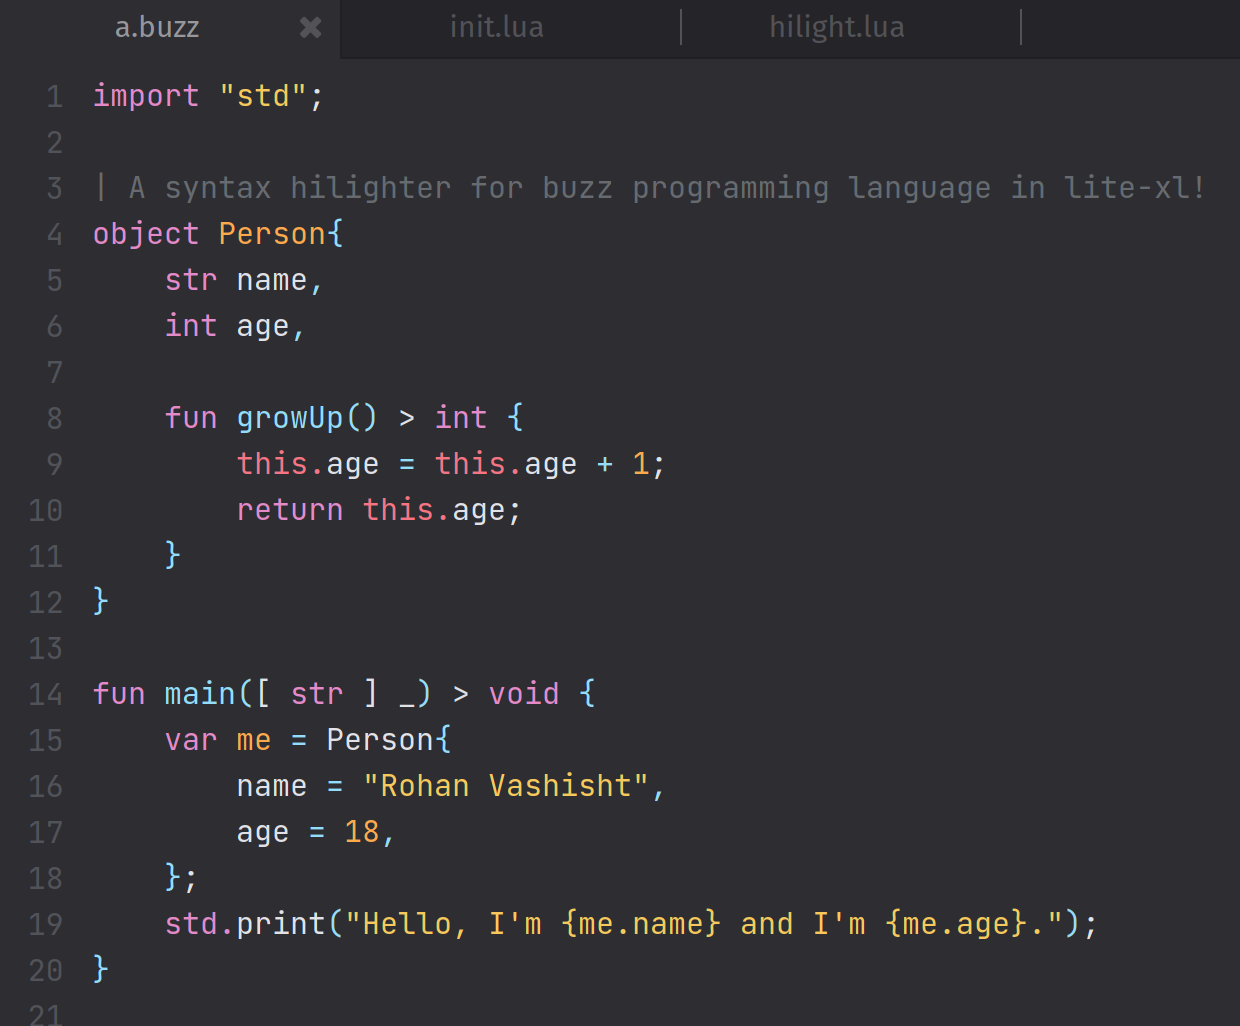 a.buzz init.lua hilight.lua
1 import "std";
2
3 | A syntax hilighter for buzz programming language in lite-xl!
4 object Person{
5     str name,
6     int age,
7
8     fun growUp() > int {
9         this.age = this.age + 1;
10         return this.age;
11     }
12 }
13
14 fun main([ str ] _) > void {
15     var me = Person{
16         name = "Rohan Vashisht",
17         age = 18,
18     };
19     std.print("Hello, I'm {me.name} and I'm {me.age}.");
20 }
21